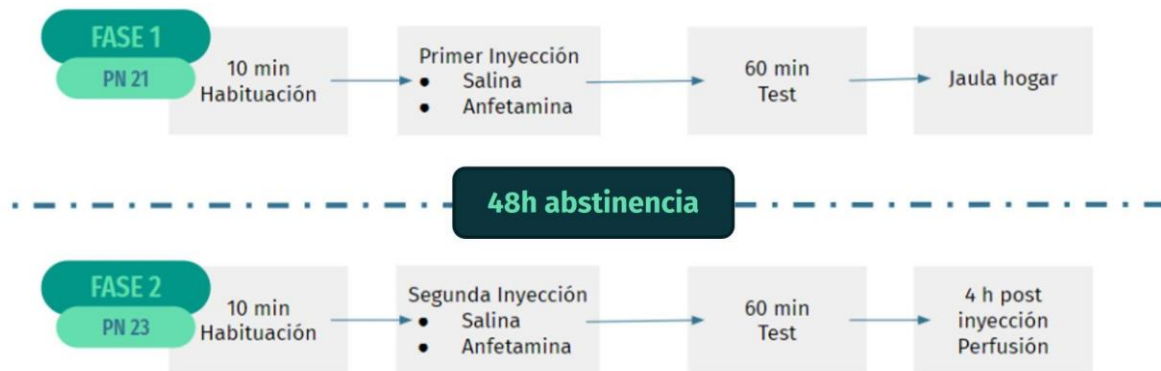 FASE 1
PN 21
10 min
Habituación
Primer Inyección
● Salina
● Anfetamina
60 min
Test
Jaula hogar
48h abstinencia
FASE 2
PN 23
10 min
Habituación
Segunda Inyección
● Salina
● Anfetamina
60 min
Test
4 h post
inyección
Perfusión